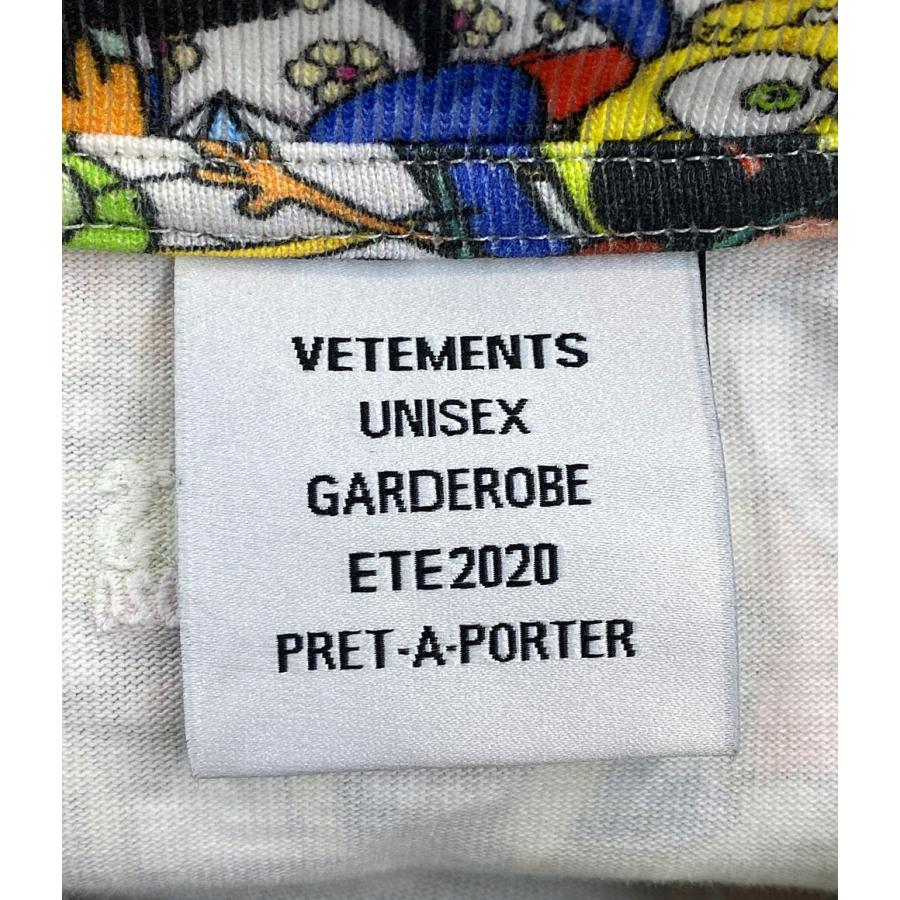 VETEMENTS
UNISEX
GARDEROBE
ETE2020
PRET-A-PORTER